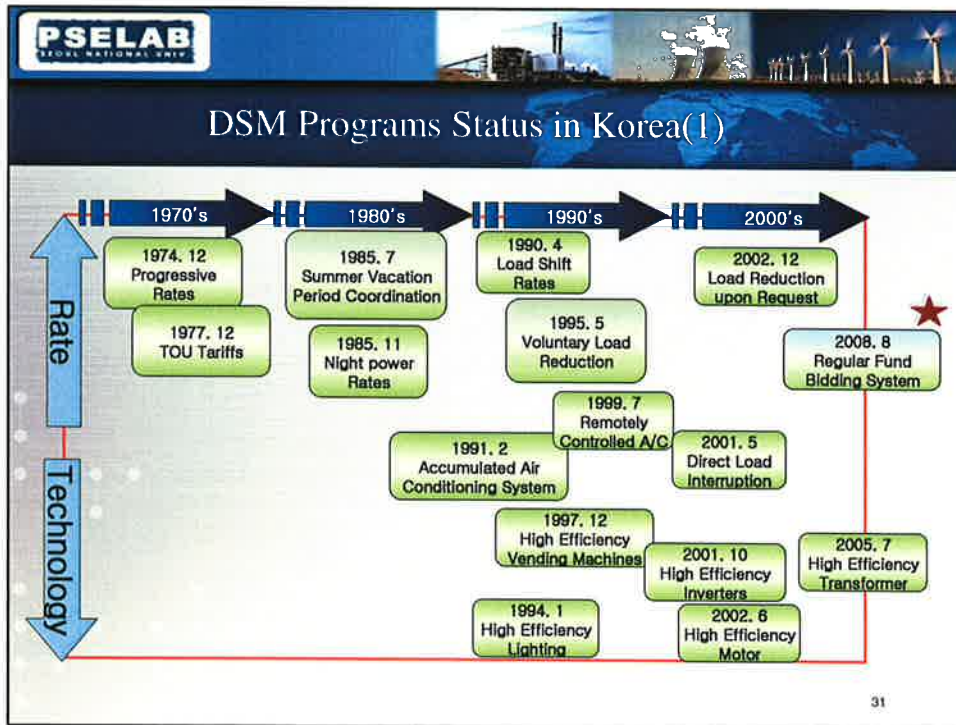 PSELAB
SEOUL NATIONAL UNIV.
DSM Programs Status in Korea(1)
1970's
1980's
1990's
2000's
Rate
Technology
1974. 12
Progressive
Rates
1977. 12
TOU Tariffs
1985. 7
Summer Vacation
Period Coordination
1985. 11
Night power
Rates
1990. 4
Load Shift
Rates
1995. 5
Voluntary Load
Reduction
2002. 12
Load Reduction
upon Request
2008. 8
Regular Fund
Bidding System
1999. 7
Remotely
Controlled A/C
1991. 2
Accumulated Air
Conditioning System
2001. 5
Direct Load
Interruption
1997. 12
High Efficiency
Vending Machines
2001. 10
High Efficiency
Inverters
2005. 7
High Efficiency
Transformer
1994. 1
High Efficiency
Lighting
2002. 6
High Efficiency
Motor
31